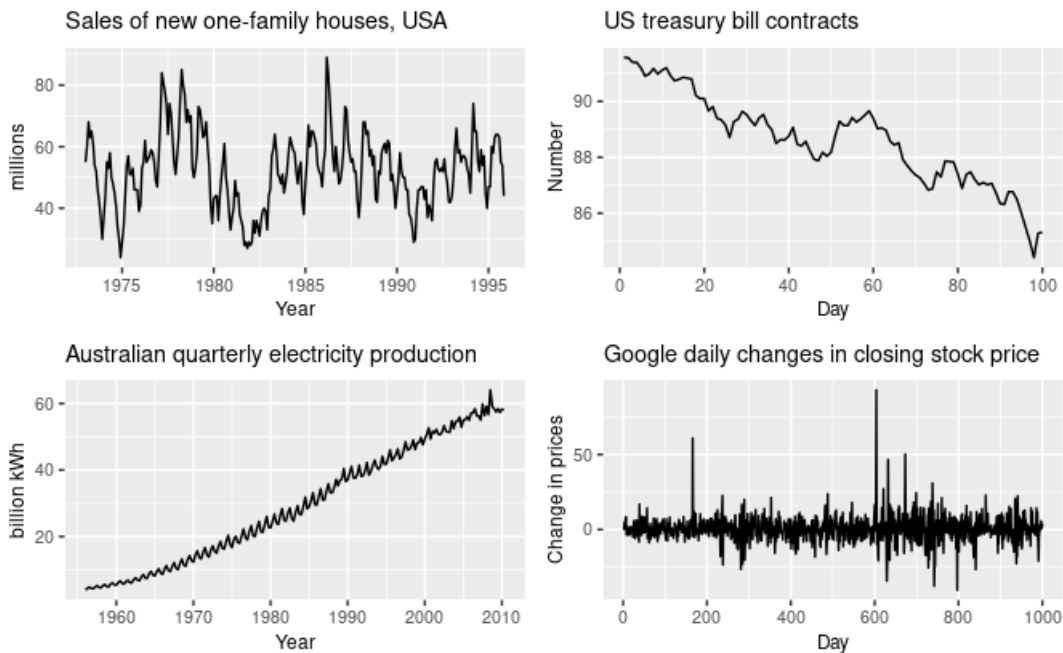 Sales of new one-family houses, USA
millions
80
60
40
1975 1980 1985 1990 1995
Year
US treasury bill contracts
Number
90
88
86
0 20 40 60 80 100
Day
Australian quarterly electricity production
billion kWh
60
40
20
1960 1970 1980 1990 2000 2010
Year
Google daily changes in closing stock price
Change in prices
50
0
0 200 400 600 800 1000
Day